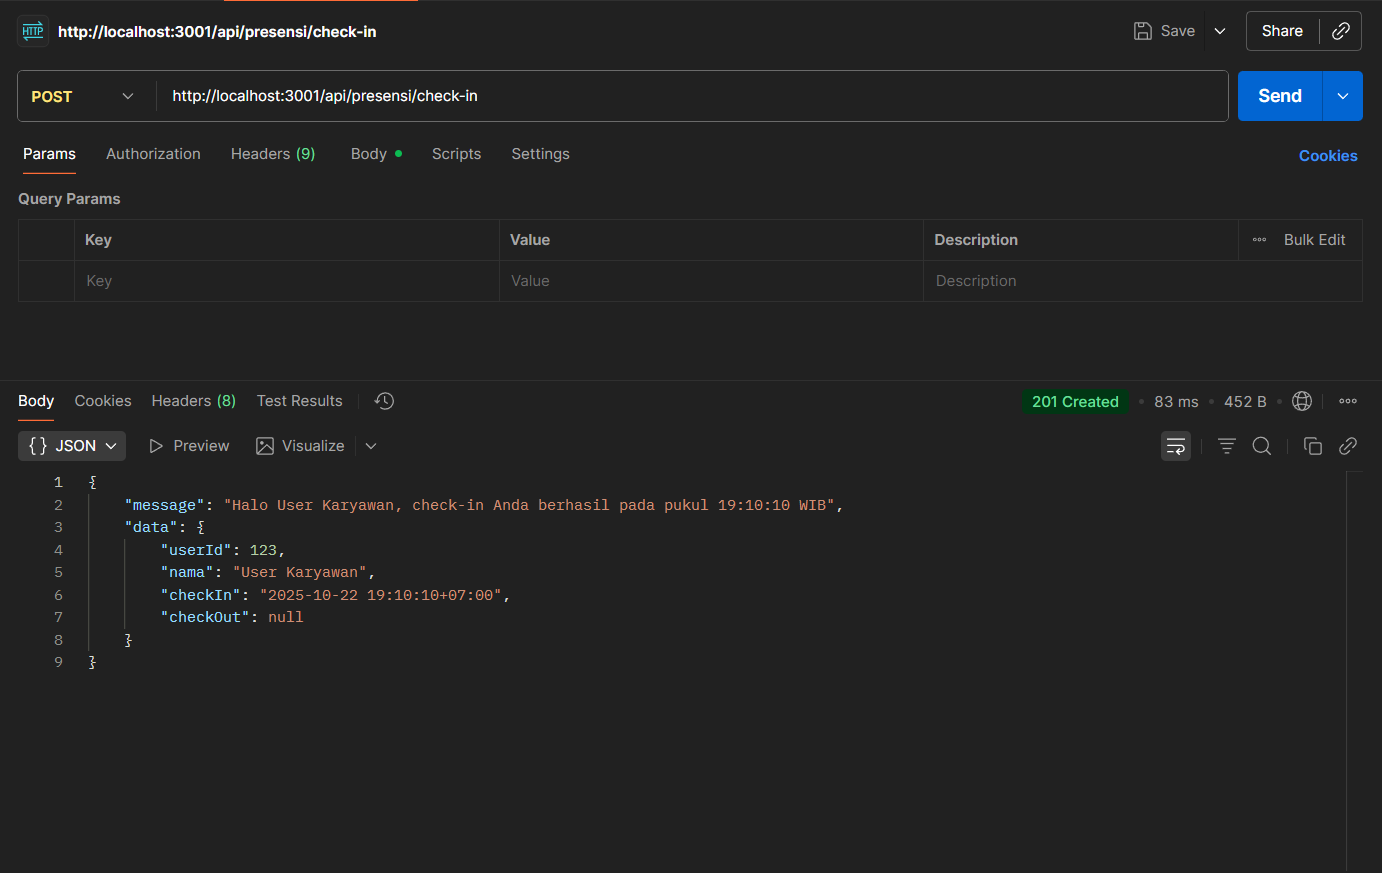 HTTP http://localhost:3001/api/presensi/check-in Save Share
POST http://localhost:3001/api/presensi/check-in Send
Params Authorization Headers (9) Body Scripts Settings Cookies
Query Params
Key Value Description Bulk Edit
Key Value Description
Body Cookies Headers (8) Test Results 201 Created 83 ms 452 B
{} JSON Preview Visualize
1 {
2 "message": "Halo User Karyawan, check-in Anda berhasil pada pukul 19:10:10 WIB",
3 "data": {
4 "userId": 123,
5 "nama": "User Karyawan",
6 "checkIn": "2025-10-22 19:10:10+07:00",
7 "checkOut": null
8 }
9 }